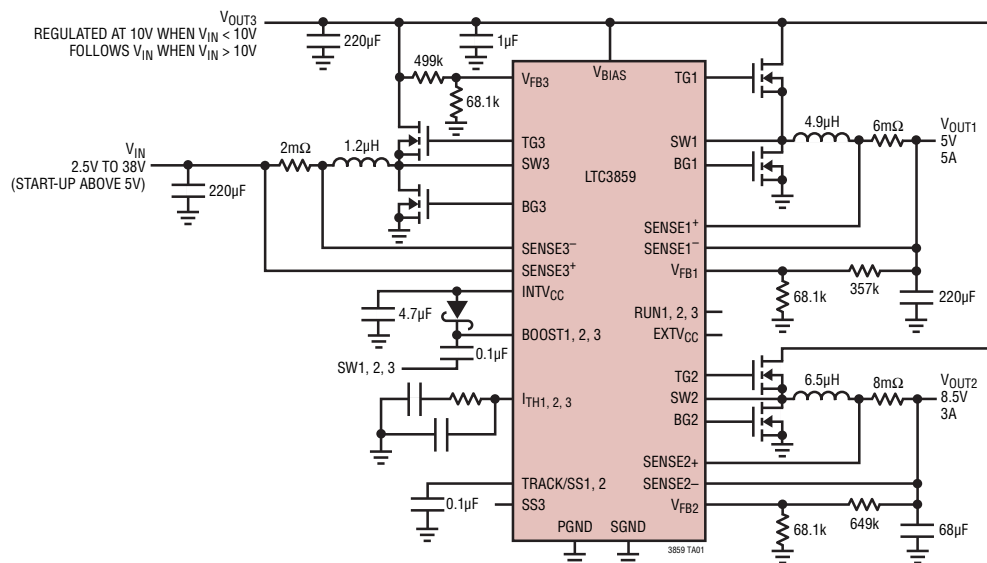 VOUT3
REGULATED AT 10V WHEN VIN < 10V
FOLLOWS VIN WHEN VIN > 10V
220µF
1µF
499k
68.1k
VIN
2.5V TO 38V
(START-UP ABOVE 5V)
220µF
2mΩ
1.2µH
4.7µF
0.1µF
SW1, 2, 3
0.1µF
VFB3
TG3
SW3
BG3
SENSE3–
SENSE3+
INTVCC
BOOST1, 2, 3
ITH1, 2, 3
TRACK/SS1, 2
SS3
VBIAS
LTC3859
PGND
SGND
TG1
SW1
BG1
SENSE1+
SENSE1–
VFB1
RUN1, 2, 3
EXTVCC
TG2
SW2
BG2
SENSE2+
SENSE2–
VFB2
4.9µH
6mΩ
VOUT1
5V
5A
357k
68.1k
220µF
6.5µH
8mΩ
VOUT2
8.5V
3A
649k
68.1k
68µF
3859 TA01